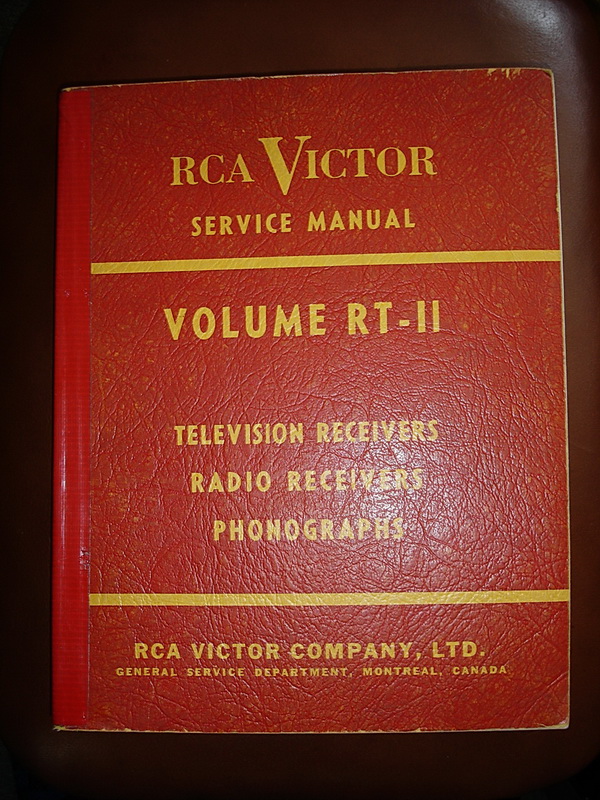 RCA VICTOR
SERVICE MANUAL
VOLUME RT-II
TELEVISION RECEIVERS
RADIO RECEIVERS
PHONOGRAPHS
RCA VICTOR COMPANY, LTD.
GENERAL SERVICE DEPARTMENT, MONTREAL, CANADA